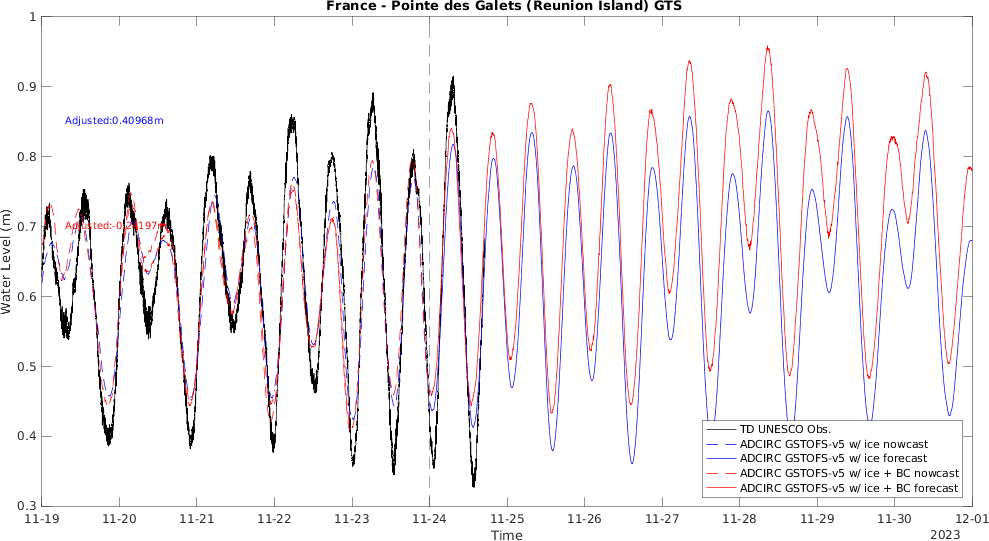 France - Pointe des Galets (Reunion Island) GTS
Water Level (m)
1
0.9
0.8
0.7
0.6
0.5
0.4
0.3
Adjusted:0.40968m
TD UNESCO Obs.
ADCIRC GSTOFS-v5 w/ ice nowcast
ADCIRC GSTOFS-v5 w/ ice forecast
ADCIRC GSTOFS-v5 w/ ice + BC nowcast
ADCIRC GSTOFS-v5 w/ ice + BC forecast
11-19 11-20 11-21 11-22 11-23 11-24 11-25 11-26 11-27 11-28 11-29 11-30 12-01
Time
2023